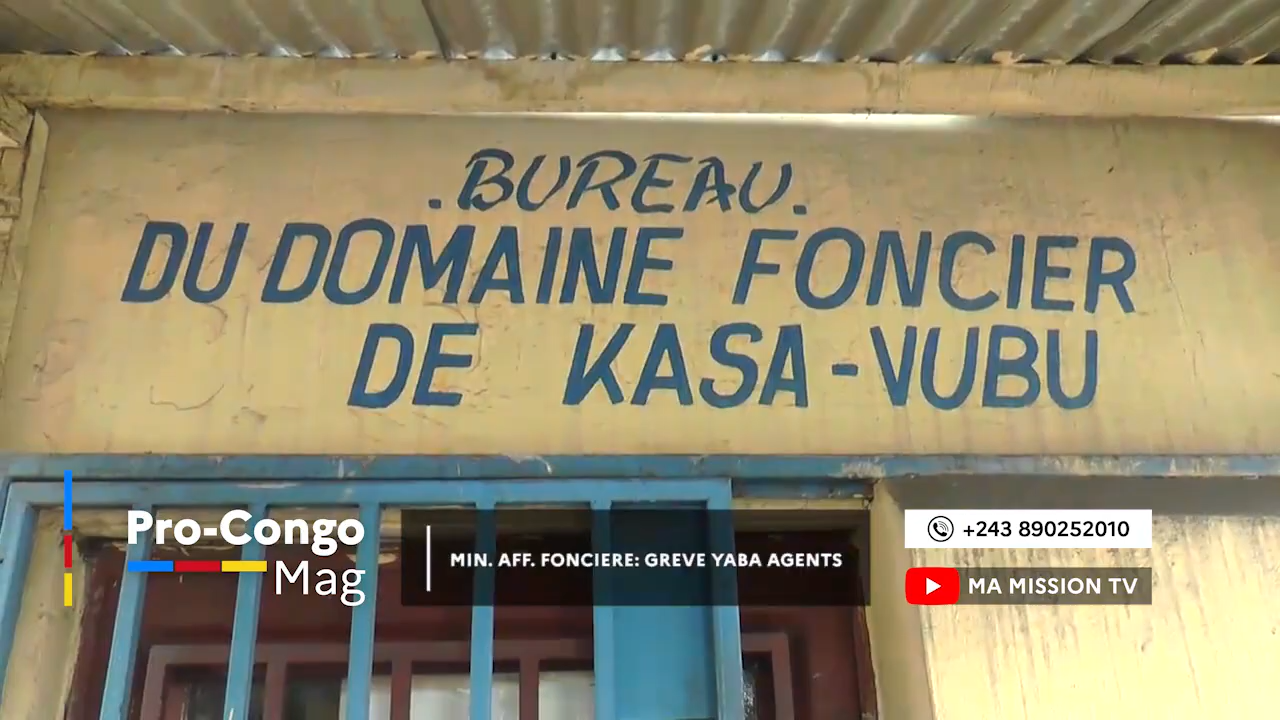 .BUREAU.
DU DOMAINE FONCIER
DE KASA-VUBU
Pro-Congo
Mag
MIN. AFF. FONCIERE: GREVE YABA AGENTS
+243 890252010
MA MISSION TV